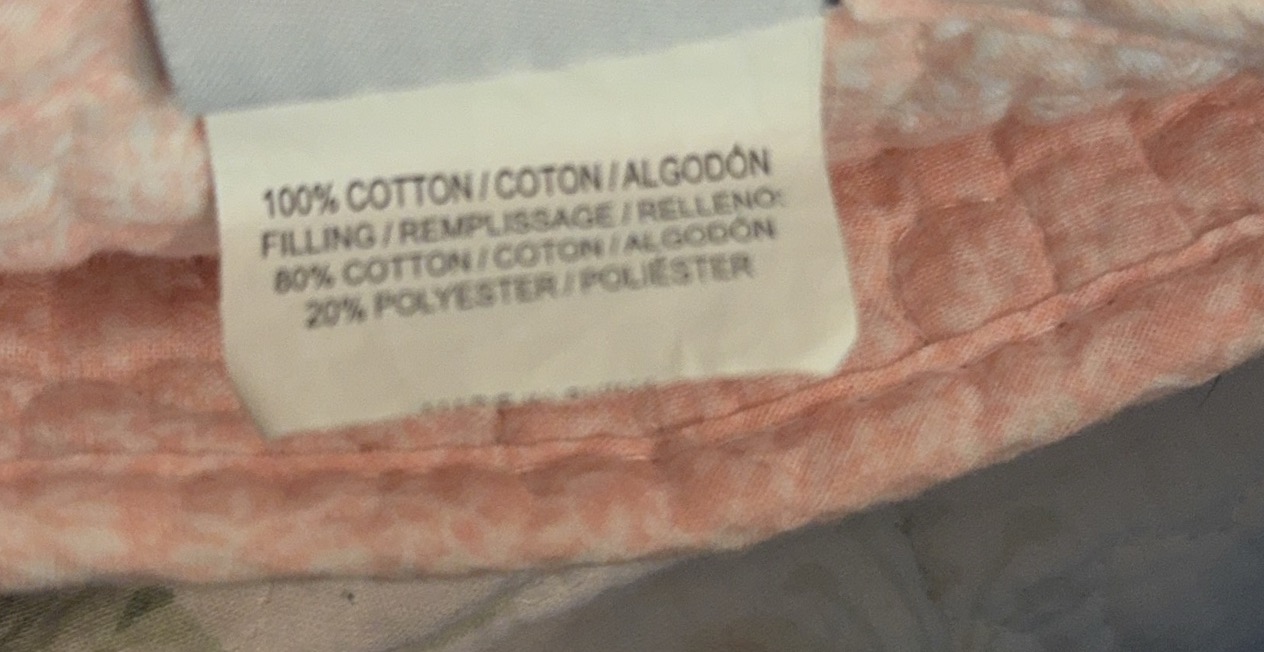 100% COTTON / COTON / ALGODÓN
FILLING / REMPLISSAGE / RELLENO:
80% COTTON / COTON / ALGODÓN
20% POLYESTER / POLIÉSTER